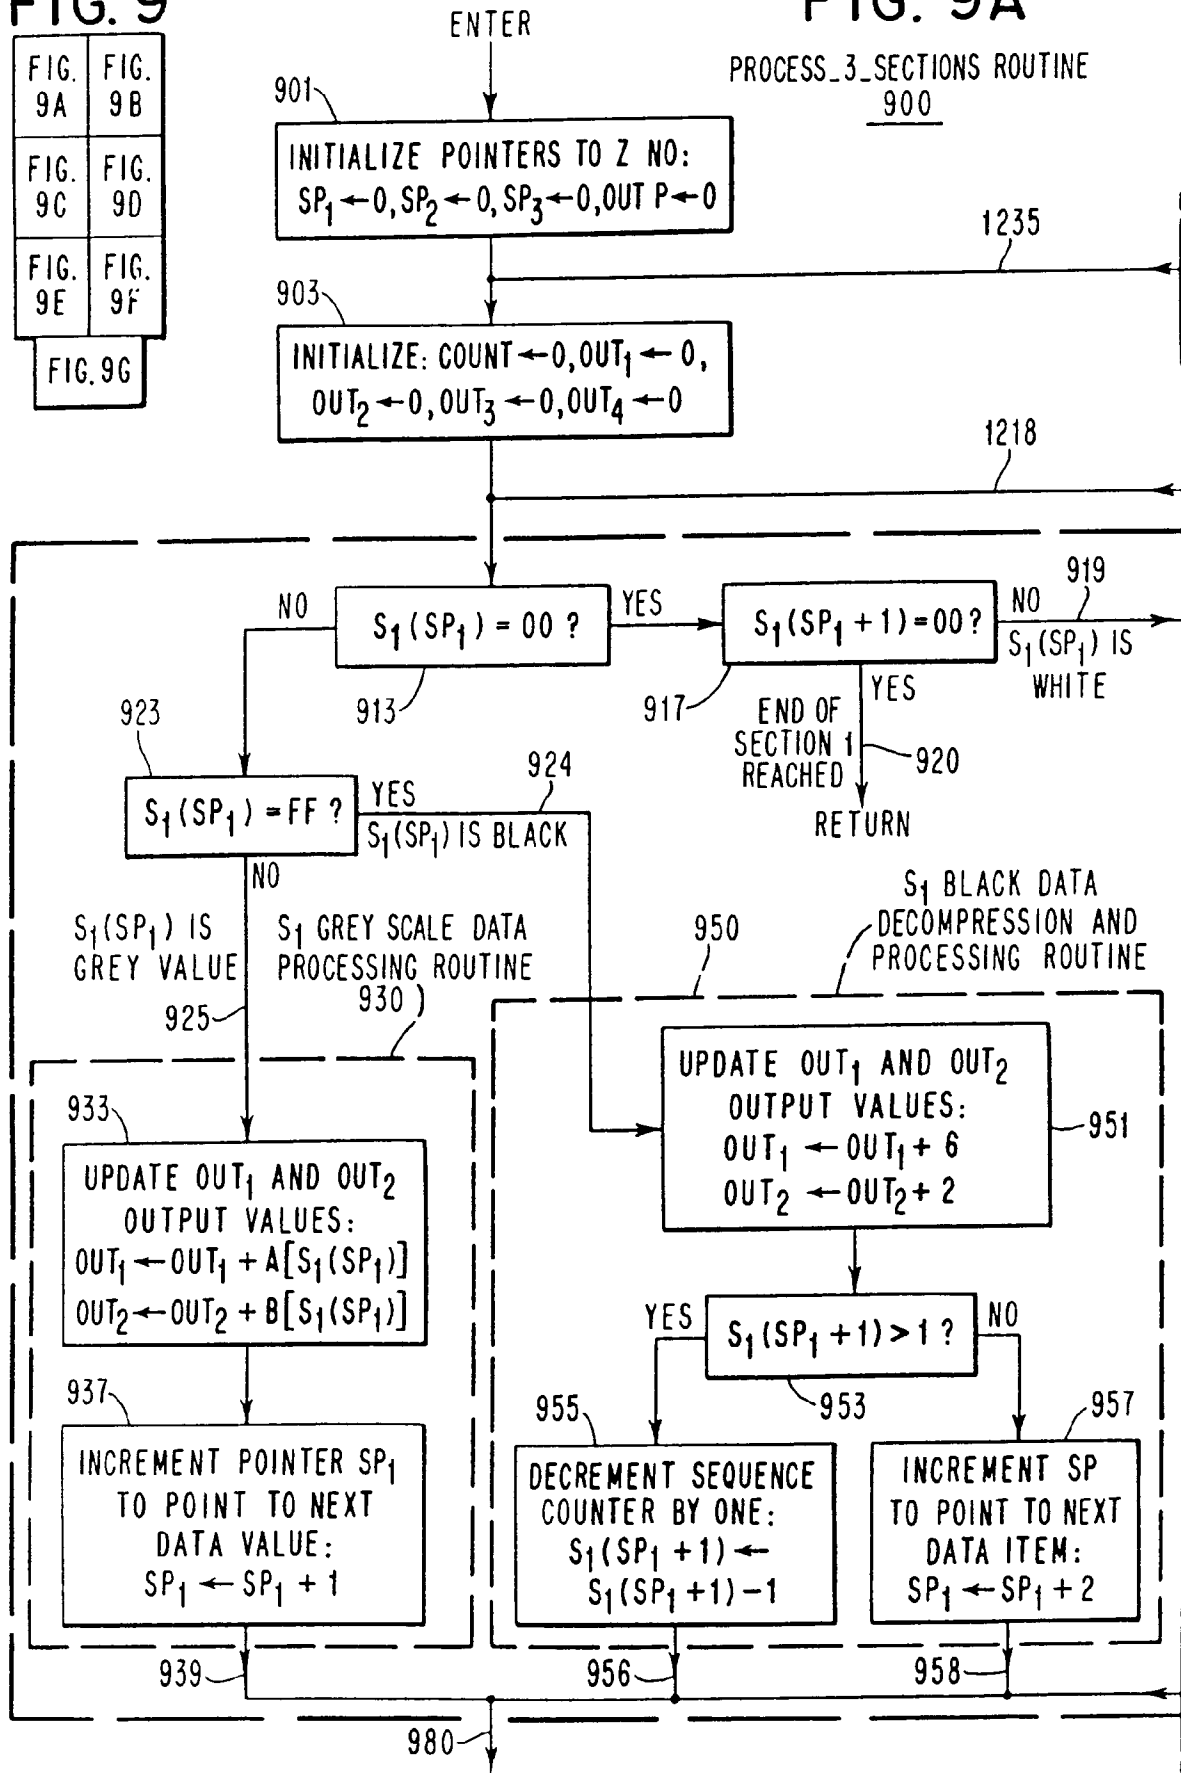 FIG. 9
FIG. 9A
FIG. 9A
FIG. 9B
FIG. 9C
FIG. 9D
FIG. 9E
FIG. 9F
FIG. 9G
PROCESS_3_SECTIONS ROUTINE
900
ENTER
901
INITIALIZE POINTERS TO Z NO:
SP₁ ←0, SP₂ ←0, SP₃ ←0, OUT P←0
1235
903
INITIALIZE: COUNT ←0, OUT₁ ← 0,
OUT₂ ←0, OUT₃ ←0, OUT₄ ←0
1218
NO
S₁(SP₁) = 00 ?
YES
913
S₁(SP₁ + 1) = 00 ?
917
NO
919
S₁(SP₁) IS
WHITE
YES
END OF
SECTION 1
REACHED
920
RETURN
923
S₁(SP₁) = FF ?
YES
924
S₁(SP₁) IS BLACK
NO
S₁(SP₁) IS
GREY VALUE
925
S₁ GREY SCALE DATA
PROCESSING ROUTINE
930
950
S₁ BLACK DATA
DECOMPRESSION AND
PROCESSING ROUTINE
933
UPDATE OUT₁ AND OUT₂
OUTPUT VALUES:
OUT₁ ← OUT₁ + A[S₁(SP₁)]
OUT₂ ← OUT₂ + B[S₁(SP₁)]
937
INCREMENT POINTER SP₁
TO POINT TO NEXT
DATA VALUE:
SP₁ ← SP₁ + 1
939
UPDATE OUT₁ AND OUT₂
OUTPUT VALUES:
OUT₁ ← OUT₁ + 6
OUT₂ ← OUT₂ + 2
951
YES
S₁(SP₁ + 1) > 1 ?
NO
953
955
DECREMENT SEQUENCE
COUNTER BY ONE:
S₁(SP₁ + 1) ←
S₁(SP₁ + 1) – 1
956
957
INCREMENT SP
TO POINT TO NEXT
DATA ITEM:
SP₁ ← SP₁ + 2
958
980